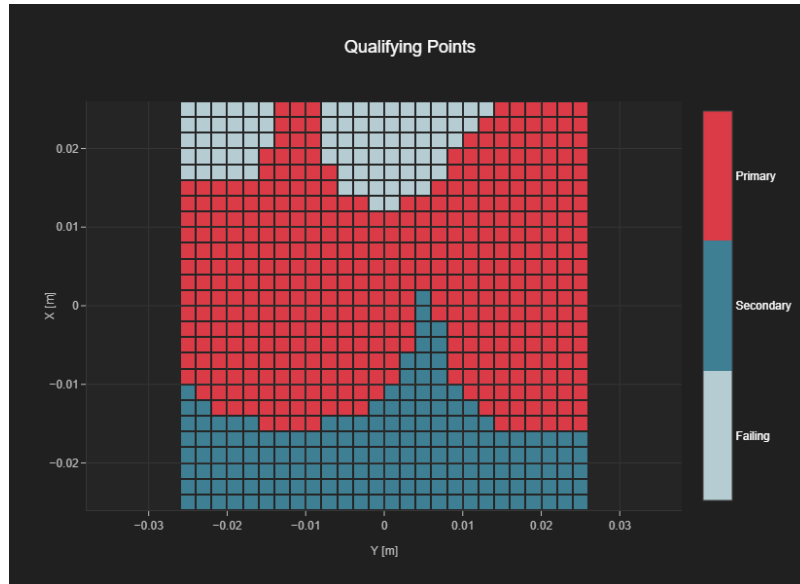 Qualifying Points
X [m]
0.02
0.01
0
−0.01
−0.02
−0.03
−0.02
−0.01
0
0.01
0.02
0.03
Y [m]
Primary
Secondary
Failing